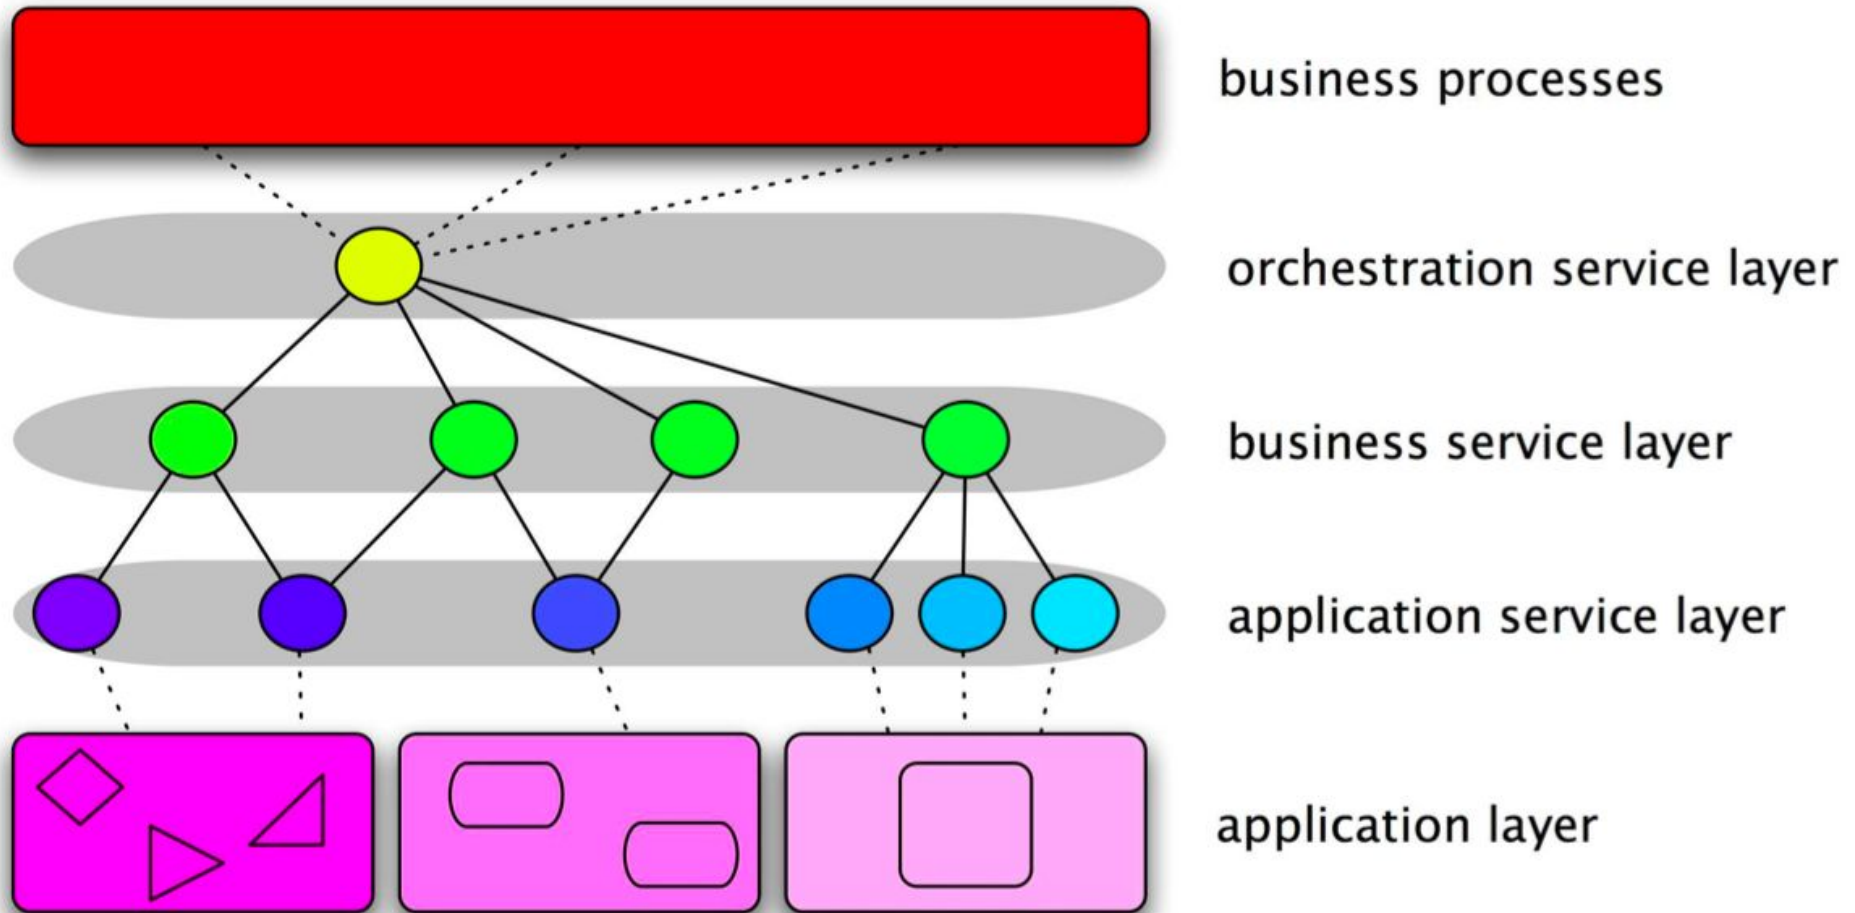 business processes
orchestration service layer
business service layer
application service layer
application layer